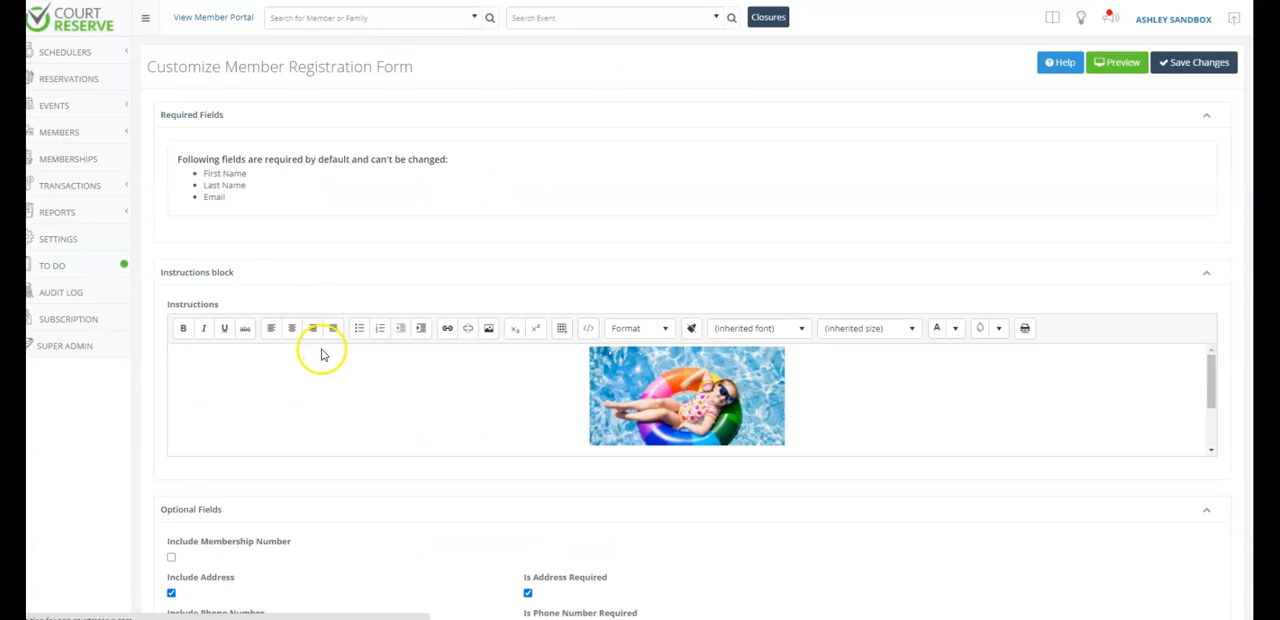 COURT RESERVE
View Member Portal
Search for Member or Family
Search Event
Closures
ASHLEY SANDBOX
SCHEDULERS
RESERVATIONS
EVENTS
MEMBERS
MEMBERSHIPS
TRANSACTIONS
REPORTS
SETTINGS
TO DO
AUDIT LOG
SUBSCRIPTION
SUPER ADMIN
Customize Member Registration Form
Help
Preview
Save Changes
Required Fields
Following fields are required by default and can't be changed:
First Name
Last Name
Email
Instructions block
Instructions
B I U abc Format (inherited font) (inherited size) A
Optional Fields
Include Membership Number
Include Address Is Address Required
Include Phone Number Is Phone Number Required